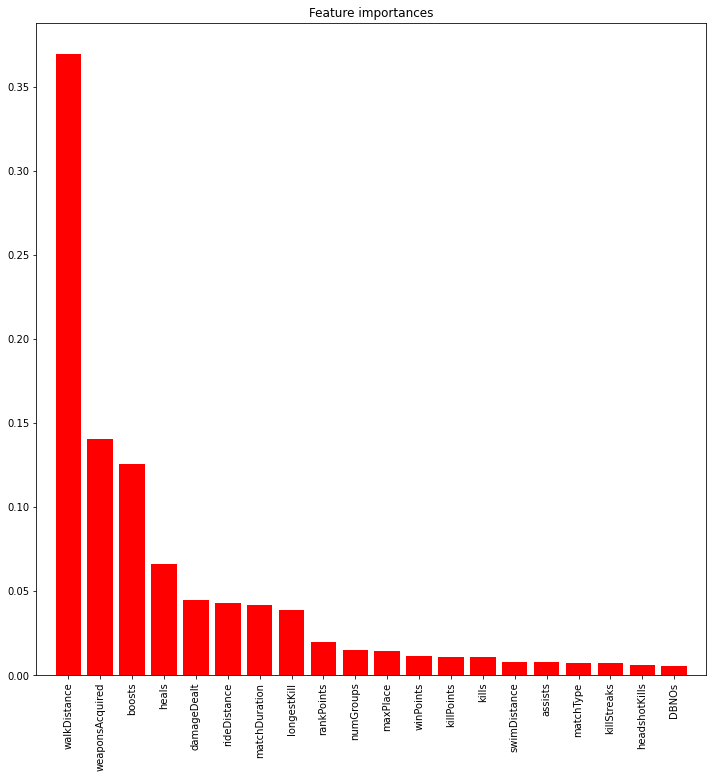 Feature importances
0.35
0.30
0.25
0.20
0.15
0.10
0.05
0.00
walkDistance
weaponsAcquired
boosts
heals
damageDealt
rideDistance
matchDuration
longestKill
rankPoints
numGroups
maxPlace
winPoints
killPoints
kills
swimDistance
assists
matchType
killStreaks
headshotKills
DBNOs